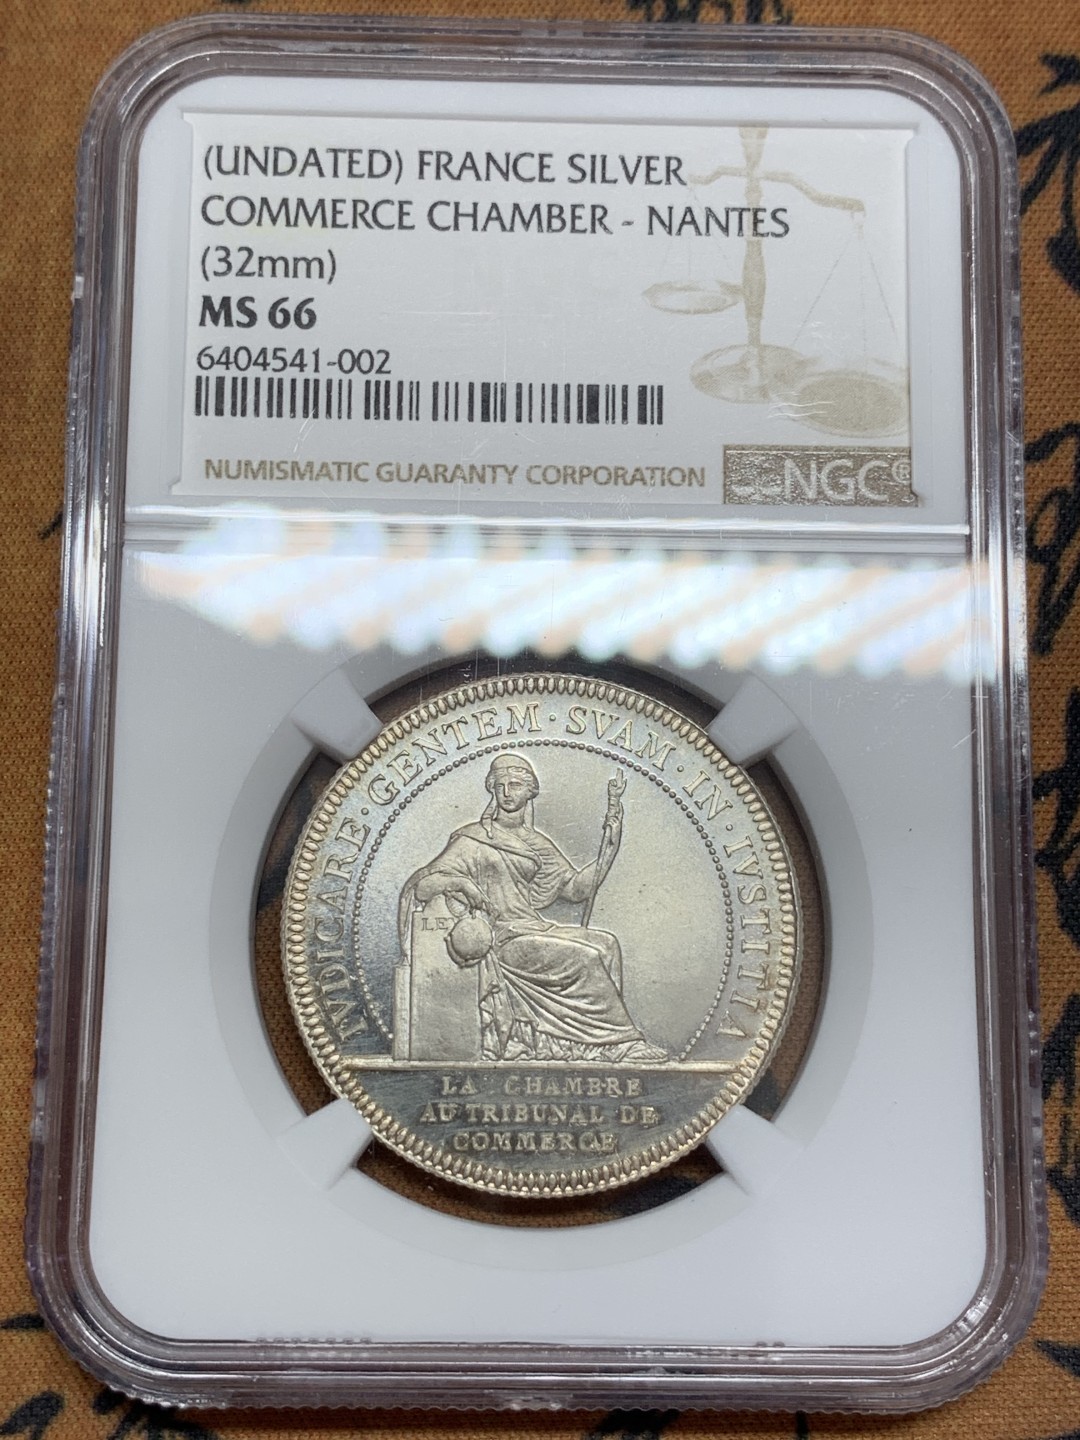 (UNDATED) FRANCE SILVER
COMMERCE CHAMBER - NANTES
(32mm)
MS 66
6404541-002
NUMISMATIC GUARANTY CORPORATION
NGC®
IVDICARE · GENTEM · SVAM · IN · IVSTITIA
LE
LA CHAMBRE
AU TRIBUNAL DE
COMMERCE